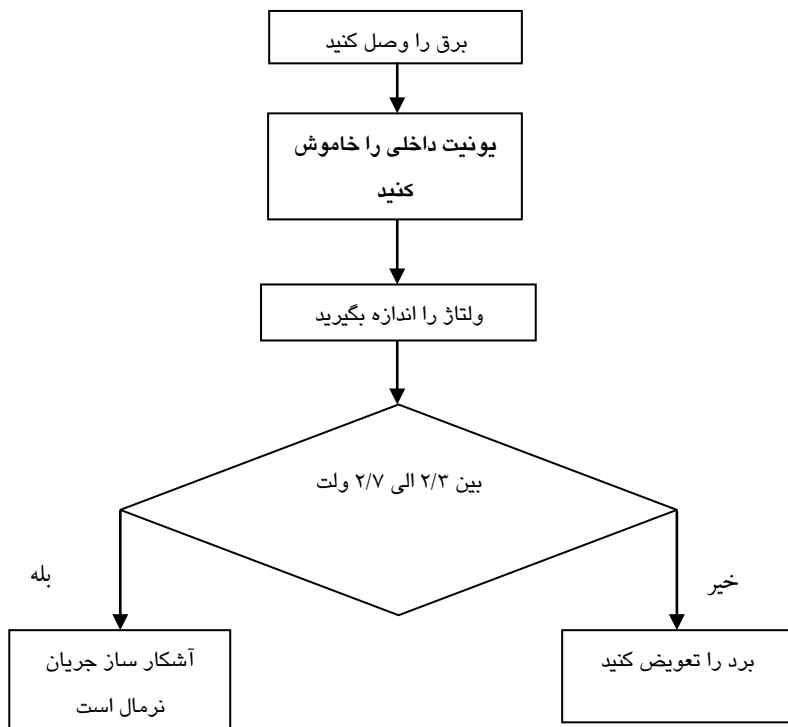 برق را وصل کنید
یونیت داخلی را خاموش
کنید
ولتاژ را اندازه بگیرید
بین ۲/۳ الی ۲/۷ ولت
خیر
بله
برد را تعویض کنید
آشکار ساز جریان
نرمال است